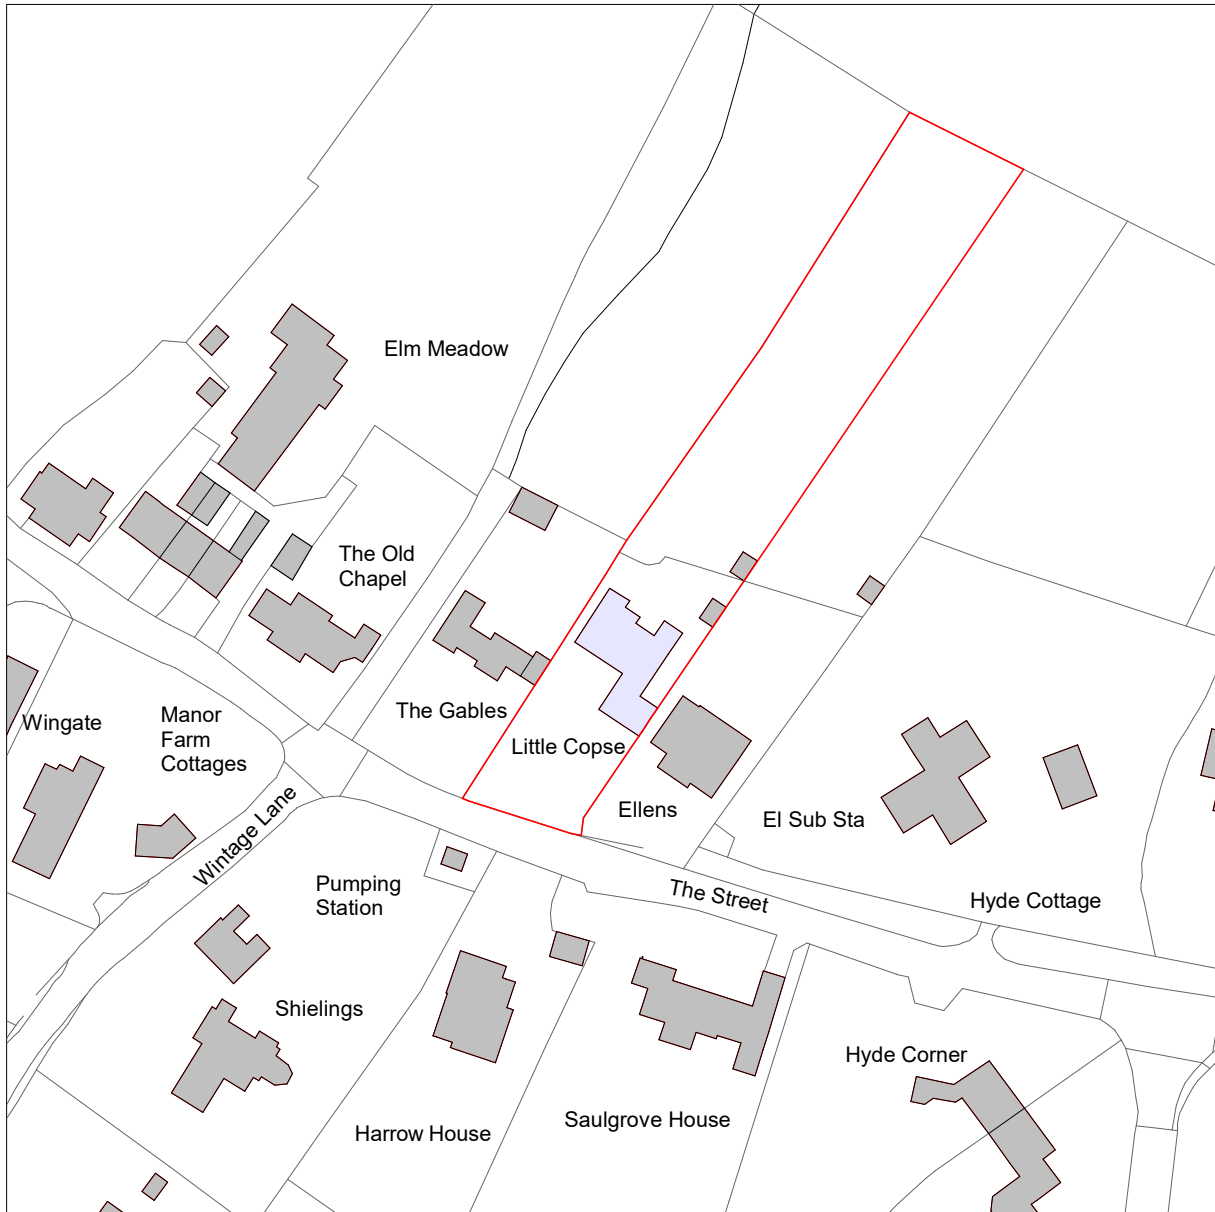 Elm Meadow
The Old
Chapel
The Gables
Wingate
Manor
Farm
Cottages
Little Copse
Ellens
El Sub Sta
Wintage Lane
Pumping
Station
The Street
Hyde Cottage
Shielings
Hyde Corner
Harrow House
Saulgrove House